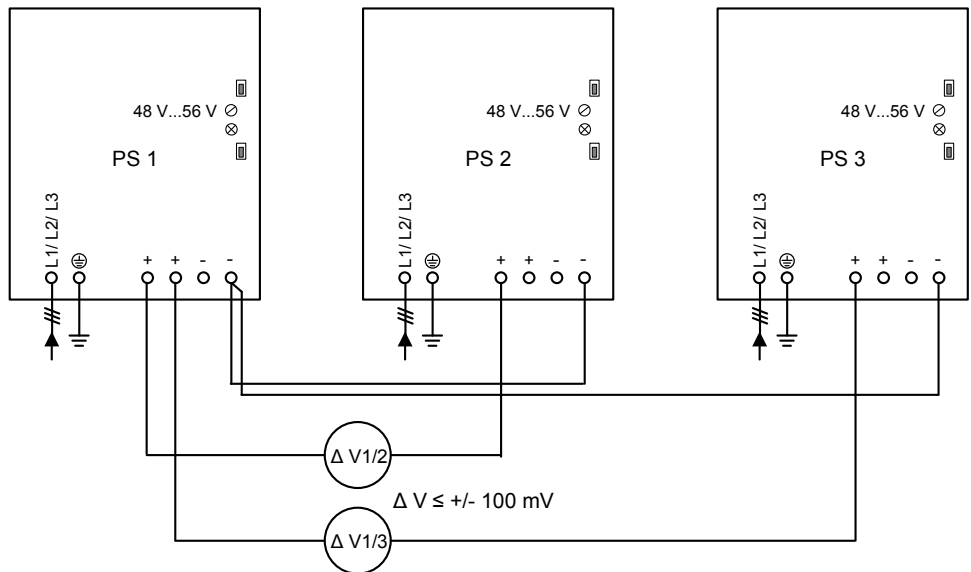 48 V...56 V
PS 1
L1/ L2/ L3
+ + - -
48 V...56 V
PS 2
L1/ L2/ L3
+ + - -
48 V...56 V
PS 3
L1/ L2/ L3
+ + - -
Δ V1/2
Δ V ≤ +/- 100 mV
Δ V1/3